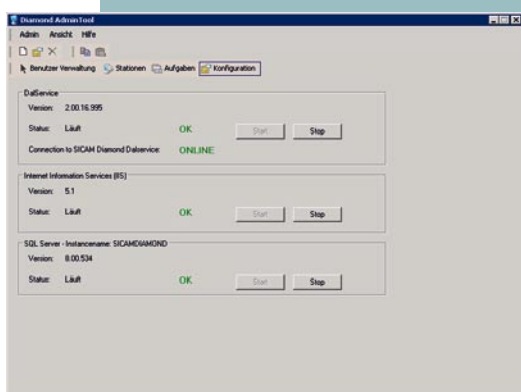 Diamond AdminTool
Admin Ansicht Hilfe
Benutzer Verwaltung Stationen Aufgaben Konfiguration
DalService
Version: 2.00.16.995
Status: Läuft OK Start Stop
Connection to SICAM Diamond Dalservice: ONLINE
Internet Information Services (IIS)
Version: 5.1
Status: Läuft OK Start Stop
SQL Server - Instancename: SICAMDIAMOND
Version: 8.00.534
Status: Läuft OK Start Stop